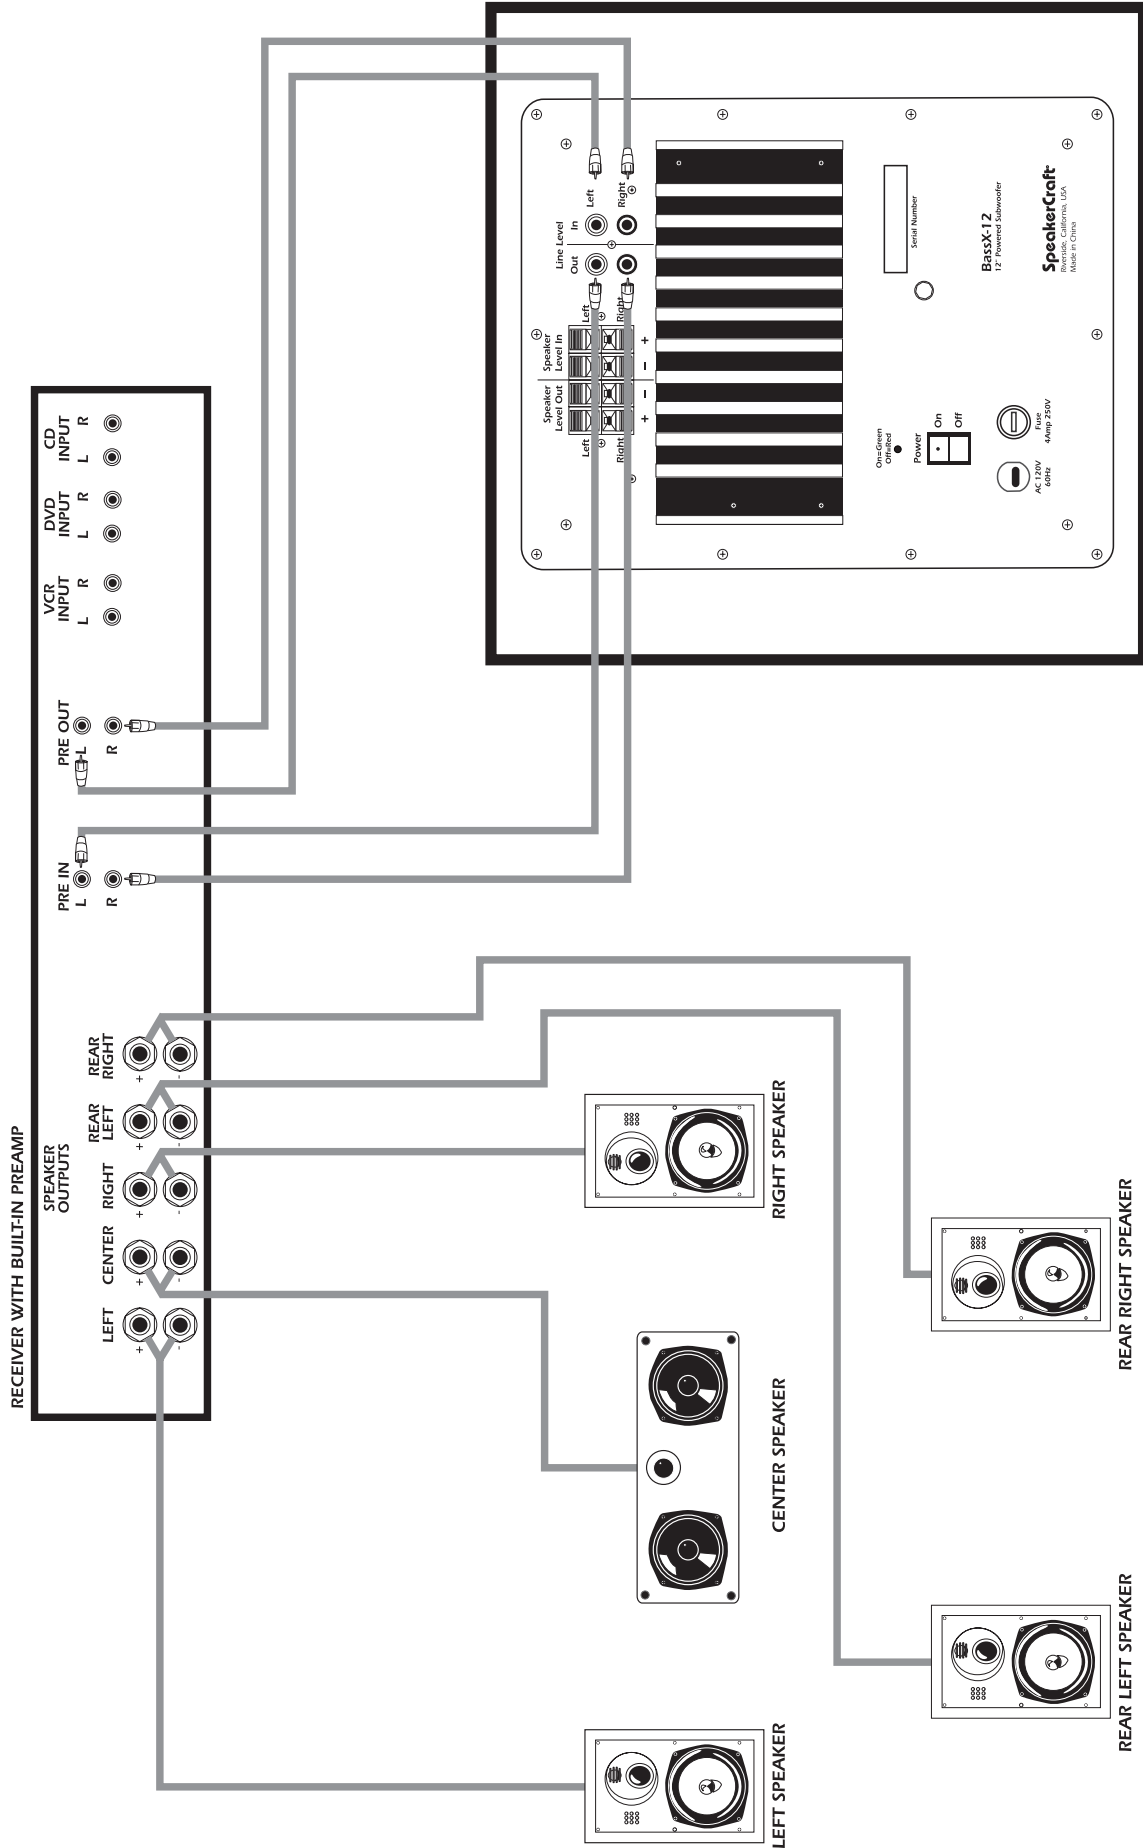 RECEIVER WITH BUILT-IN PREAMP
SPEAKER
OUTPUTS
LEFT
CENTER
RIGHT
REAR
LEFT
REAR
RIGHT
+
-
+
-
+
-
+
-
+
-
PRE IN
L
R
PRE OUT
L
R
VCR
INPUT
L R
DVD
INPUT
L R
CD
INPUT
L R
Speaker
Level Out
Speaker
Level In
Left
Right
Left
Right
+ - - +
Line Level
Out In
Left
Right
On=Green
Off=Red
Power
On
Off
AC 120V
60Hz
Fuse
4Amp 250V
Serial Number
BassX-12
12" Powered Subwoofer
SpeakerCraft®
Riverside, California, USA
Made in China
LEFT SPEAKER
CENTER SPEAKER
RIGHT SPEAKER
REAR LEFT SPEAKER
REAR RIGHT SPEAKER